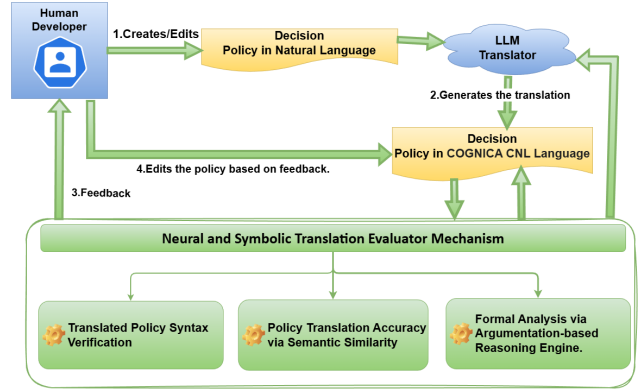 Human
Developer
1.Creates/Edits
Decision
Policy in Natural Language
LLM
Translator
2.Generates the translation
Decision
Policy in COGNICA CNL Language
4.Edits the policy based on feedback.
3.Feedback
Neural and Symbolic Translation Evaluator Mechanism
Translated Policy Syntax
Verification
Policy Translation Accuracy
via Semantic Similarity
Formal Analysis via
Argumentation-based
Reasoning Engine.